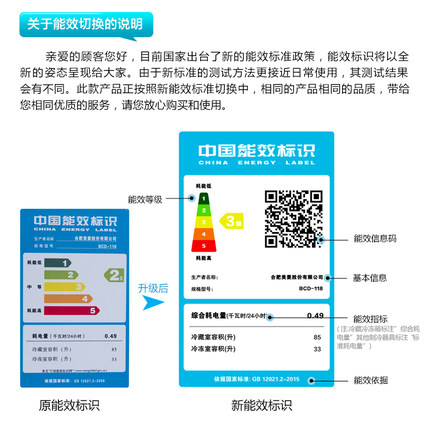 关于能效切换的说明
亲爱的顾客您好，目前国家出台了新的能效标准政策，能效标识将以全
新的姿态呈现给大家。由于新标准的测试方法更接近日常使用，其测试结果
会有不同。此款产品正按照新能效标准切换中，相同的产品相同的品质，带给
您相同优质的服务，请您放心购买和使用。
中国能效标识
CHINA ENERGY LABEL
生产者名称 合肥美菱股份有限公司
规格型号 BCD-118
耗能低
1
2
3
中等
4
耗能高
5
2级
耗电量(千瓦时/24小时) 0.49
冷藏室容积（升） 85
冷冻室容积（升） 33
依据国家标准：GB 12021.2-2008
原能效标识
升级后
中国能效标识
CHINA ENERGY LABEL
耗能低
1
2
3
4
5
耗能高
3级
生产者名称： 合肥美菱股份有限公司
规格型号： BCD-118
综合耗电量(千瓦时/24小时) 0.49
冷藏室容积(升) 85
冷冻室容积(升) 33
依据国家标准: GB 12021.2-2015
新能效标识
能效等级
能效信息码
基本信息
能效指标
（注:冷藏冷冻箱标注“综合耗
电量”其他制冷器具标注“标
准耗电量”）
能效依据